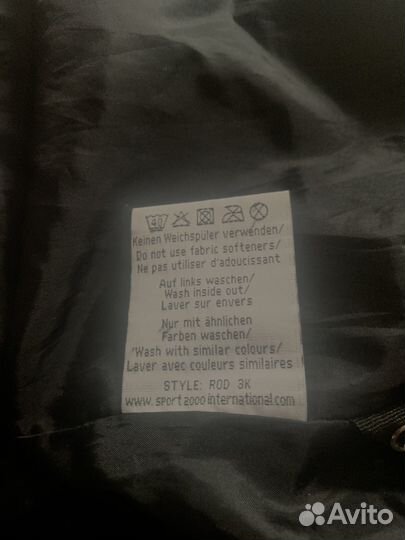 40
Keinen Weichspüler verwenden/
Do not use fabric softeners/
Ne pas utiliser d'adoucissant
Auf links waschen/
Wash inside out/
Laver sur envers
Nur mit ähnlichen
Farben waschen/
Wash with similar colours/
Laver avec couleurs similaires
STYLE: ROD 3K
www.sport2000international.com
Avito